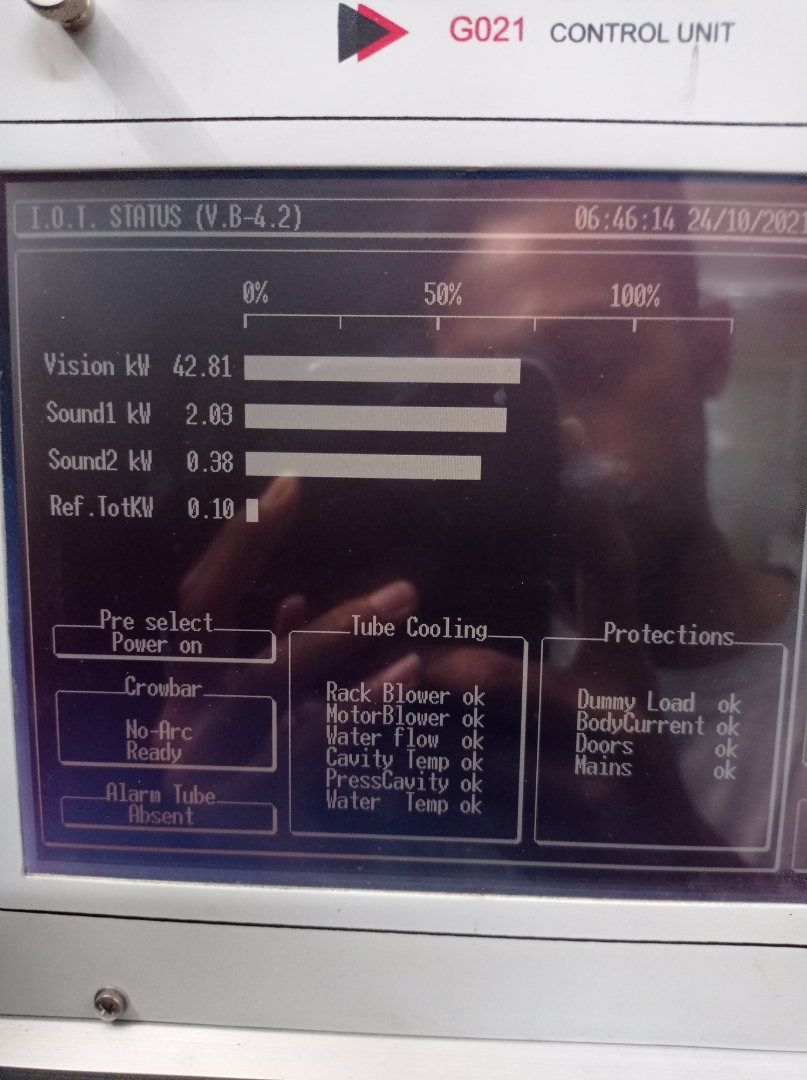 G021 CONTROL UNIT
I.O.T. STATUS (V.B-4.2) 06:46:14 24/10/2021
0% 50% 100%
Vision kW 42.81
Sound1 kW 2.03
Sound2 kW 0.38
Ref.TotKW 0.10
Pre select
Power on
Crowbar
No-Arc
Ready
Alarm Tube
Absent
Tube Cooling
Rack Blower ok
MotorBlower ok
Water flow ok
Cavity Temp ok
PressCavity ok
Water Temp ok
Protections
Dummy Load ok
BodyCurrent ok
Doors ok
Mains ok